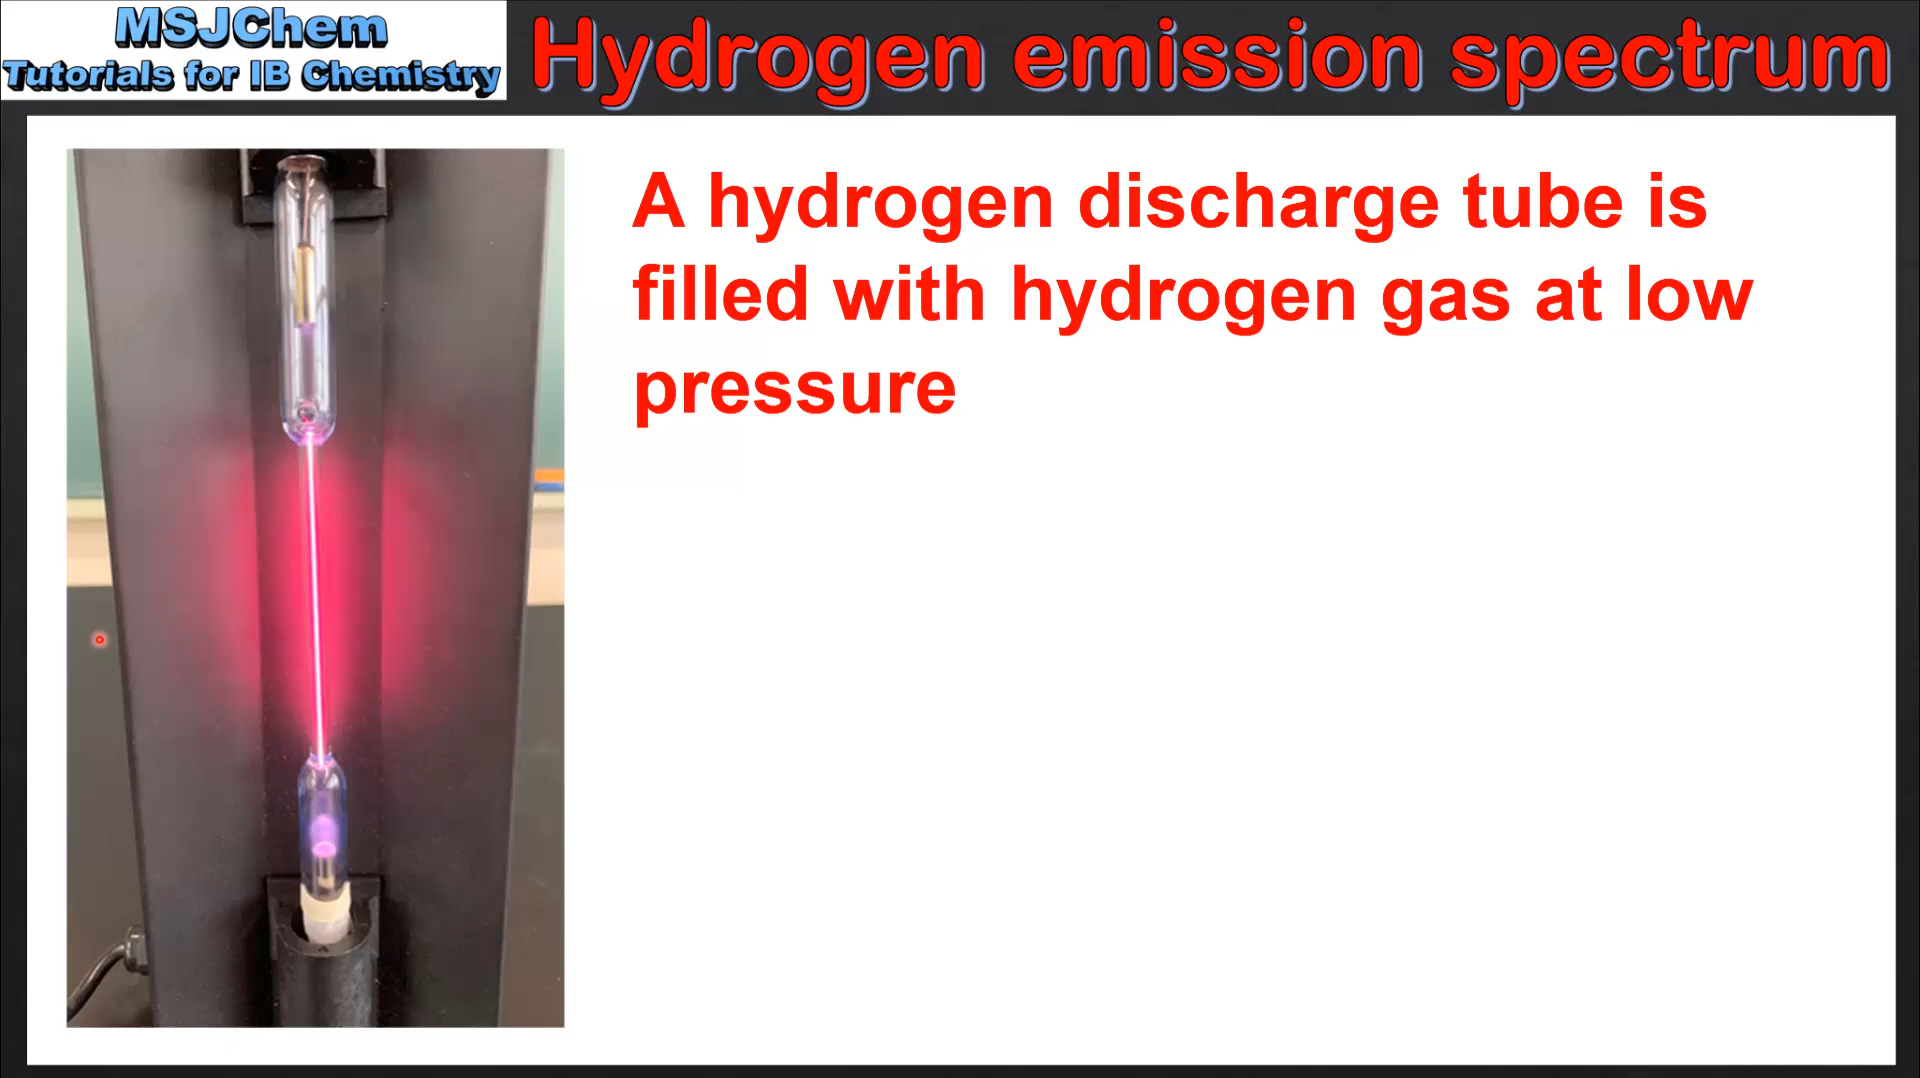 MSJChem
Tutorials for IB Chemistry
Hydrogen emission spectrum
A hydrogen discharge tube is
filled with hydrogen gas at low
pressure